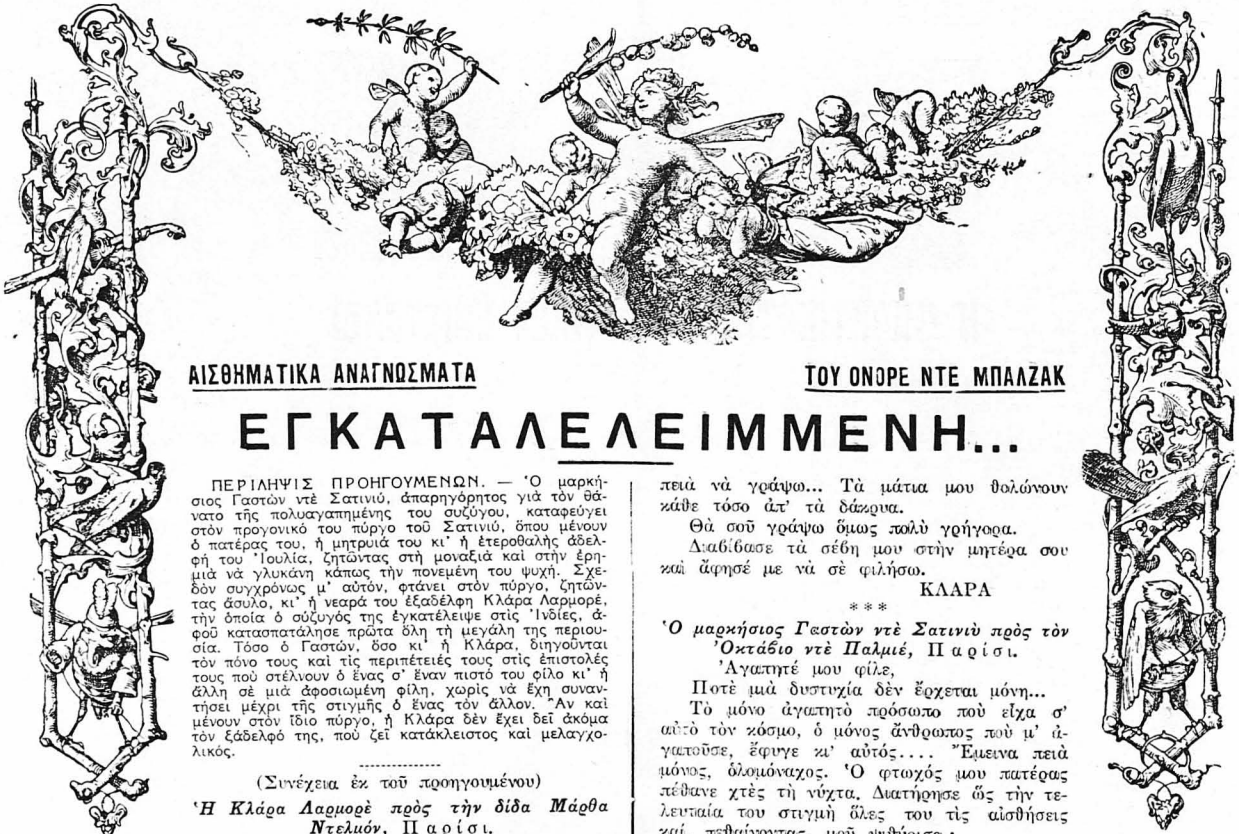 ΑΙΣΘΗΜΑΤΙΚΑ ΑΝΑΓΝΩΣΜΑΤΑ
ΤΟΥ ΟΝΟΡΕ ΝΤΕ ΜΠΑΛΖΑΚ
ΕΓΚΑΤΑΛΕΛΕΙΜΜΕΝΗ...
ΠΕΡΙΛΗΨΙΣ ΠΡΟΗΓΟΥΜΕΝΩΝ. — Ὁ μαρκή-
σιος Γαστὼν ντὲ Σατινιύ, ἀπαρηγόρητος γιὰ τὸν θά-
νατο τῆς πολυαγαπημένης του συζύγου, καταφεύγει
στὸν προγονικό του πύργο τοῦ Σατινιύ, ὅπου μένουν
ὁ πατέρας του, ἡ μητρυιά του κι' ἡ ἑτεροθαλὴς ἀδελ-
φή του Ἰουλία, ζητῶντας στὴ μοναξιὰ καὶ στὴν ἐρη-
μιὰ νὰ γλυκάνη κάπως τὴν πονεμένη του ψυχή. Σχε-
δὸν συγχρόνως μ' αὐτόν, φτάνει στὸν πύργο, ζητῶν-
τας ἄσυλο, κι' ἡ νεαρά του ἐξαδέλφη Κλάρα Λαρμορέ,
τὴν ὁποία ὁ σύζυγός της ἐγκατέλειψε στὶς Ἰνδίες, ἀ-
φοῦ κατασπατάλησε πρῶτα ὅλη τὴ μεγάλη της περιου-
σία. Τόσο ὁ Γαστών, ὅσο κι' ἡ Κλάρα, διηγοῦνται
τὸν πόνο τους καὶ τὶς περιπέτειές τους στὶς ἐπιστολές
τους ποὺ στέλνουν ὁ ἕνας σ' ἕναν πιστό του φίλο κι' ἡ
ἄλλη σὲ μιὰ ἀφοσιωμένη φίλη, χωρὶς νὰ ἔχη συναν-
τήσει μέχρι τῆς στιγμῆς ὁ ἕνας τὸν ἄλλον. Ἂν καὶ
μένουν στὸν ἴδιο πύργο, ἡ Κλάρα δὲν ἔχει δεῖ ἀκόμα
τὸν ξάδελφό της, ποὺ ζεῖ κατάκλειστος καὶ μελαγχο-
λικός.
(Συνέχεια ἐκ τοῦ προηγουμένου)
Ἡ Κλάρα Λαρμορὲ πρὸς τὴν δίδα Μάρθα
Ντελμόν, Παρίσι.
πειὰ νὰ γράψω... Τὰ μάτια μου θολώνουν
κάθε τόσο ἀπ' τὰ δάκρυα.
Θὰ σοῦ γράψω ὅμως πολὺ γρήγορα.
Διαβίβασε τὰ σέβη μου στὴν μητέρα σου
καὶ ἄφησέ με νὰ σὲ φιλήσω.
ΚΛΑΡΑ
***
Ὁ μαρκήσιος Γαστὼν ντὲ Σατινιὺ πρὸς τὸν
Ὀκτάβιο ντὲ Παλμιέ, Παρίσι.
Ἀγαπητέ μου φίλε,
Ποτὲ μιὰ δυστυχία δὲν ἔρχεται μόνη...
Τὸ μόνο ἀγαπητὸ πρόσωπο ποὺ εἶχα σ'
αὐτὸ τὸν κόσμο, ὁ μόνος ἄνθρωπος ποὺ μ' ἀ-
γαποῦσε, ἔφυγε κι' αὐτός.... Ἔμεινα πειὰ
μόνος, ὁλομόναχος. Ὁ φτωχός μου πατέρας
πέθανε χτὲς τὴ νύχτα. Διατήρησε ὣς τὴν τε-
λευταία του στιγμὴ ὅλες του τὶς αἰσθήσεις
καὶ, πεθαίνοντας, μοῦ ψιθύρισε: